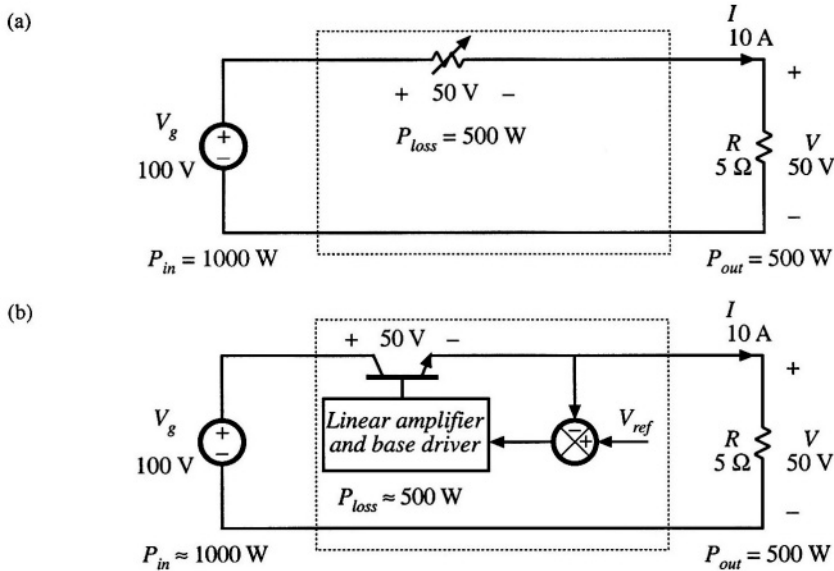 (a)
I
10 A
+ 50 V −
P_loss = 500 W
V_g
100 V
+
−
R
5 Ω
+
V
50 V
−
P_in = 1000 W
P_out = 500 W
(b)
I
10 A
+ 50 V −
V_g
100 V
+
−
Linear amplifier
and base driver
−
+
V_ref
P_loss ≈ 500 W
R
5 Ω
+
V
50 V
−
P_in ≈ 1000 W
P_out = 500 W